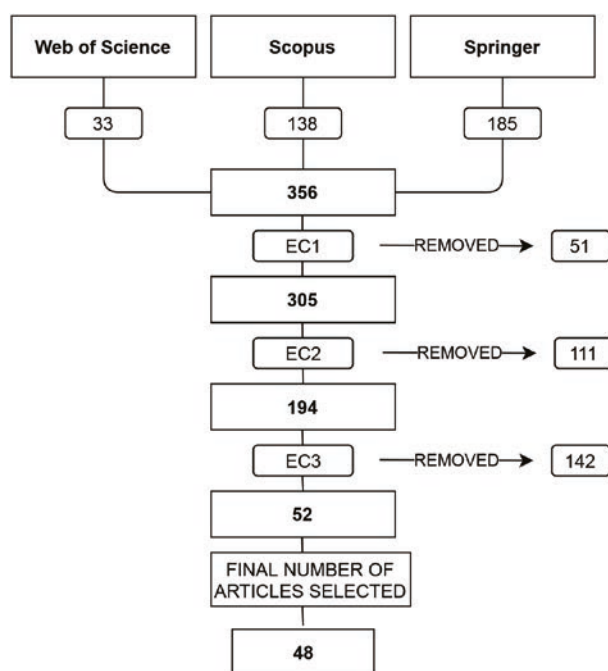 Web of Science
Scopus
Springer
33
138
185
356
EC1
REMOVED
51
305
EC2
REMOVED
111
194
EC3
REMOVED
142
52
FINAL NUMBER OF
ARTICLES SELECTED
48